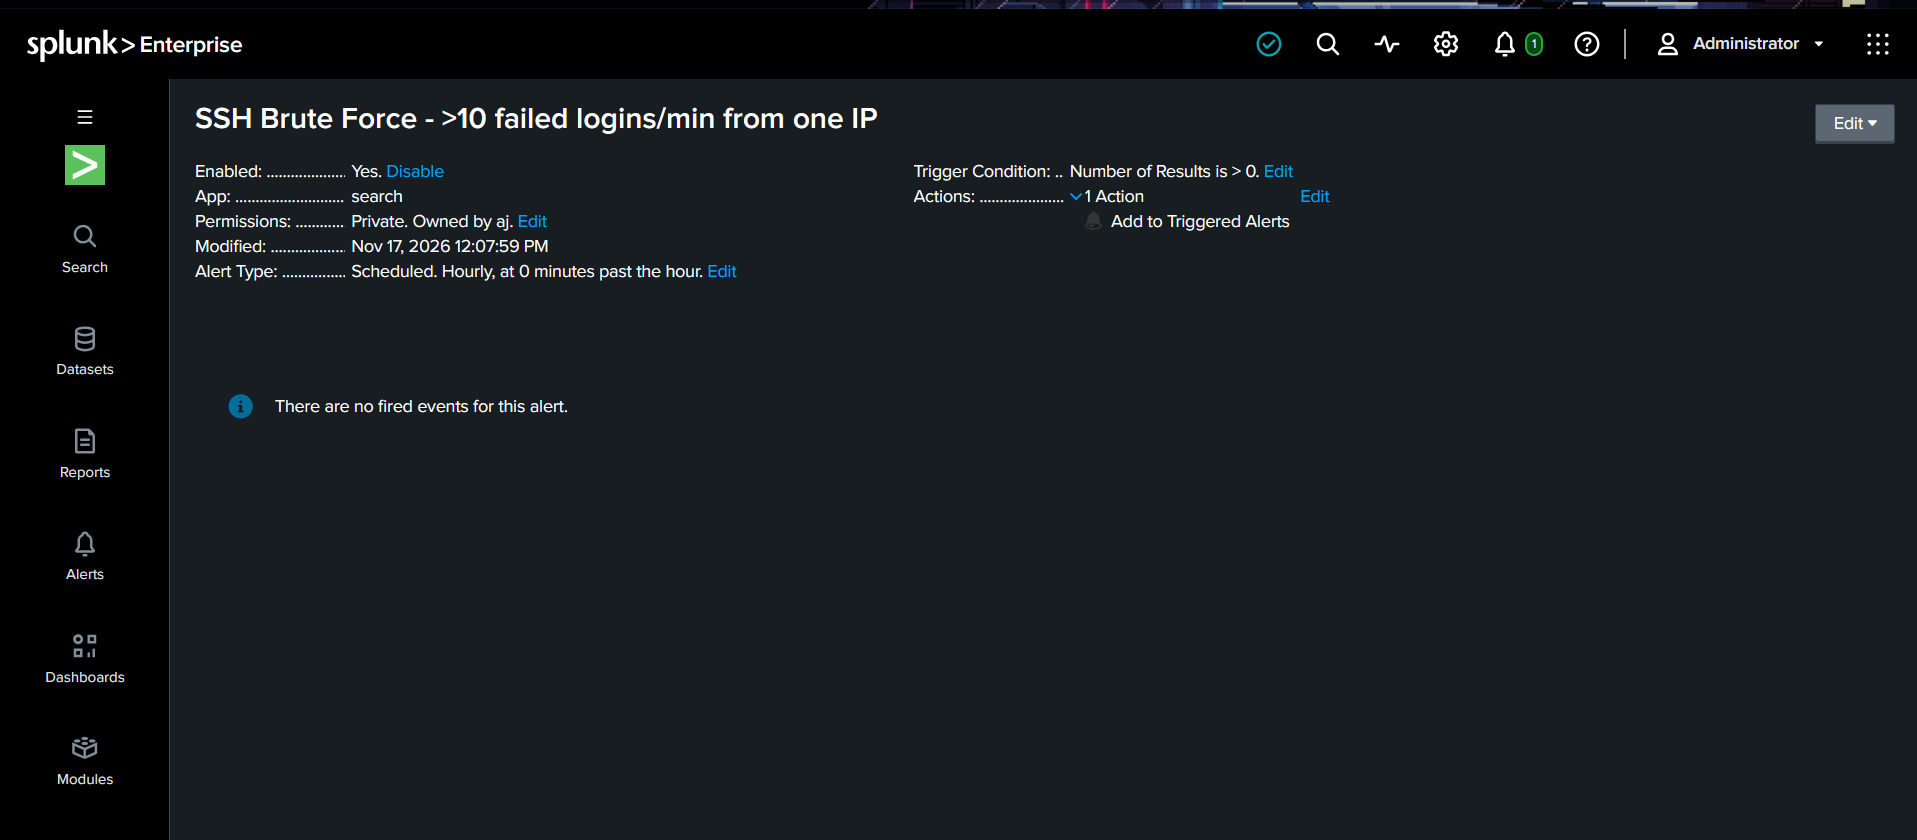 splunk> Enterprise
1
Administrator
SSH Brute Force - >10 failed logins/min from one IP
Edit
Enabled: ................... Yes. Disable
App: .......................... search
Permissions: ............ Private. Owned by aj. Edit
Modified: .................. Nov 17, 2026 12:07:59 PM
Alert Type: ............... Scheduled. Hourly, at 0 minutes past the hour. Edit
Trigger Condition: .. Number of Results is > 0. Edit
Actions: .................... 1 Action Edit
Add to Triggered Alerts
There are no fired events for this alert.
Search
Datasets
Reports
Alerts
Dashboards
Modules